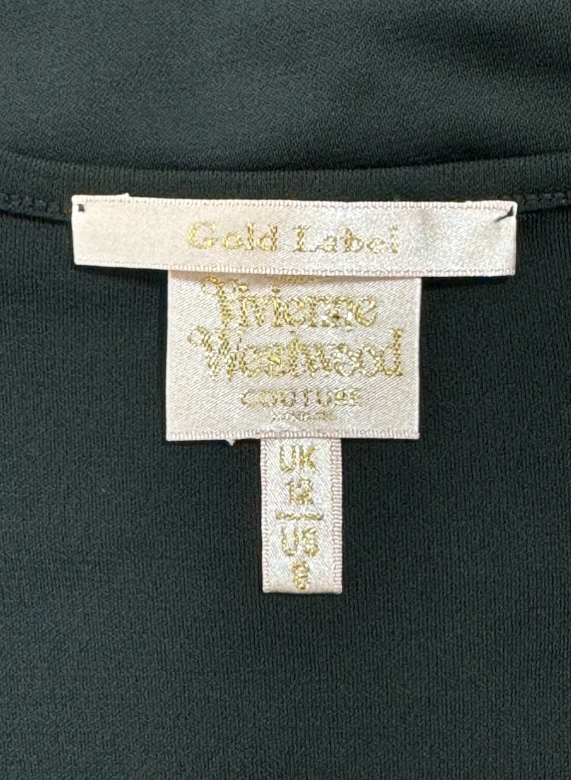 Gold Label
Vivienne
Westwood
COUTURE
LONDON
UK
12
US
8